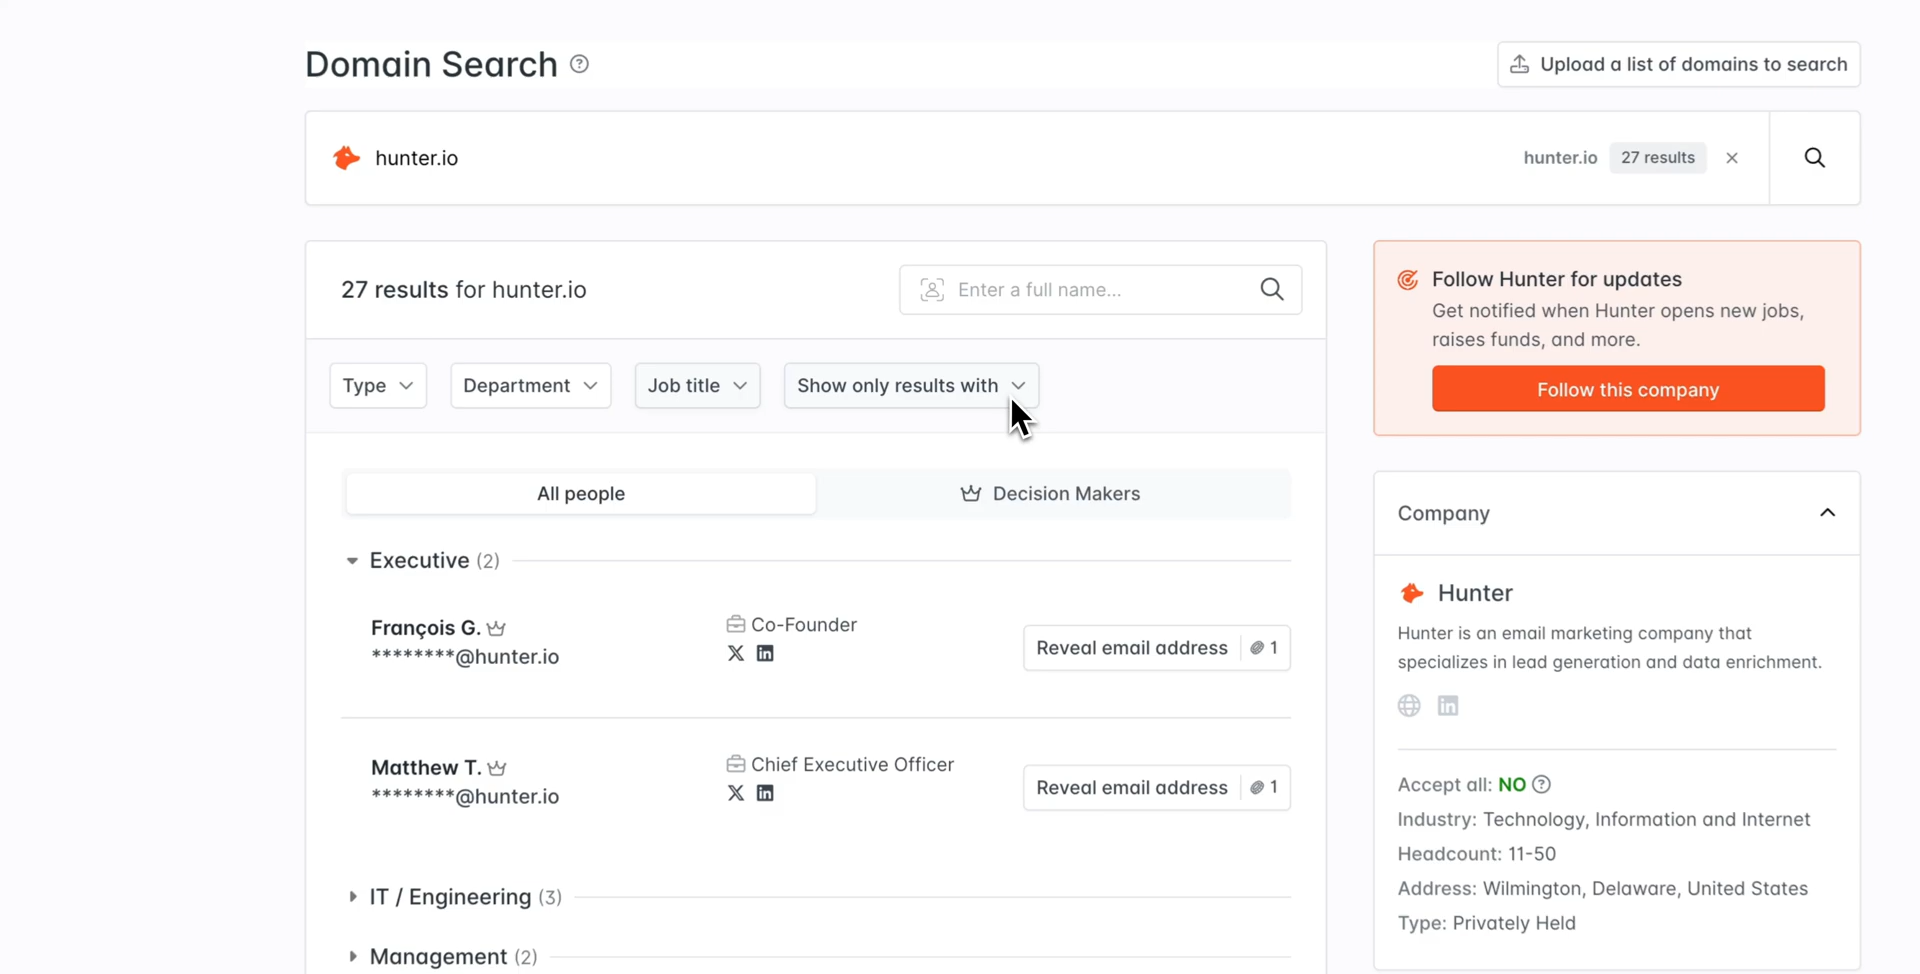 Domain Search
Upload a list of domains to search
hunter.io
hunter.io 27 results
27 results for hunter.io
Enter a full name...
Type
Department
Job title
Show only results with
All people
Decision Makers
Executive (2)
François G.
********@hunter.io
Co-Founder
Reveal email address 1
Matthew T.
********@hunter.io
Chief Executive Officer
Reveal email address 1
IT / Engineering (3)
Management (2)
Follow Hunter for updates
Get notified when Hunter opens new jobs,
raises funds, and more.
Follow this company
Company
Hunter
Hunter is an email marketing company that
specializes in lead generation and data enrichment.
Accept all: NO
Industry: Technology, Information and Internet
Headcount: 11-50
Address: Wilmington, Delaware, United States
Type: Privately Held